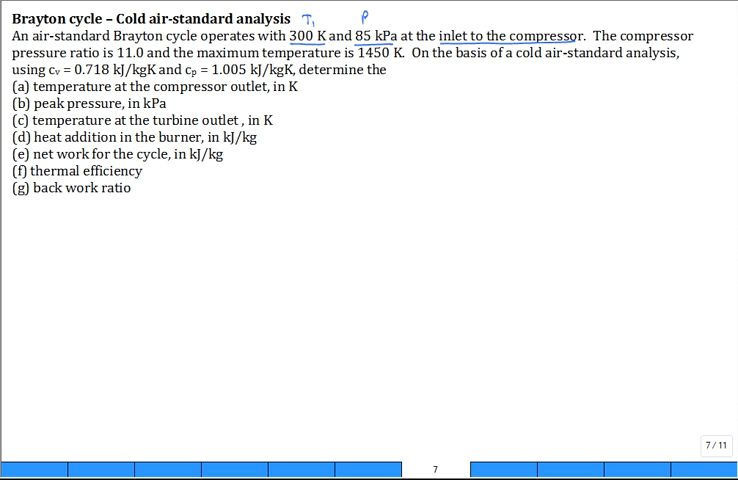 Brayton cycle – Cold air-standard analysis T₁ P
An air-standard Brayton cycle operates with 300 K and 85 kPa at the inlet to the compressor. The compressor
pressure ratio is 11.0 and the maximum temperature is 1450 K. On the basis of a cold air-standard analysis,
using cᵥ = 0.718 kJ/kgK and cₚ = 1.005 kJ/kgK, determine the
(a) temperature at the compressor outlet, in K
(b) peak pressure, in kPa
(c) temperature at the turbine outlet , in K
(d) heat addition in the burner, in kJ/kg
(e) net work for the cycle, in kJ/kg
(f) thermal efficiency
(g) back work ratio
7 / 11
7